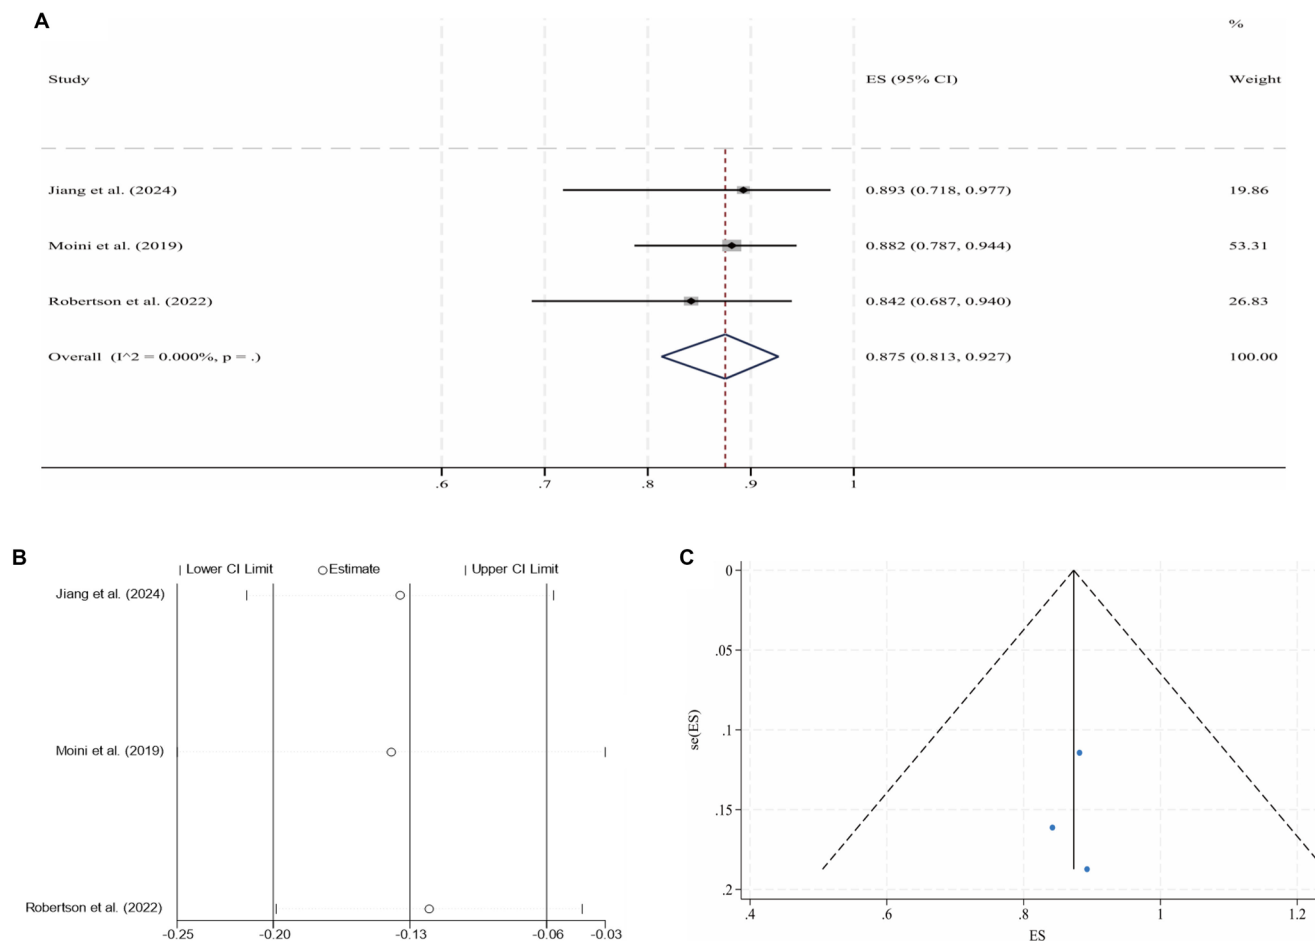 A
%
Study ES (95% CI) Weight
Jiang et al. (2024) 0.893 (0.718, 0.977) 19.86
Moini et al. (2019) 0.882 (0.787, 0.944) 53.31
Robertson et al. (2022) 0.842 (0.687, 0.940) 26.83
Overall (I^2 = 0.000%, p = .) 0.875 (0.813, 0.927) 100.00
.6 .7 .8 .9 1
B
Lower CI Limit Estimate Upper CI Limit
Jiang et al. (2024)
Moini et al. (2019)
Robertson et al. (2022)
-0.25 -0.20 -0.13 -0.06 -0.03
C
0
.05
.1
.15
.2
se(ES)
.4 .6 .8 1 1.2
ES